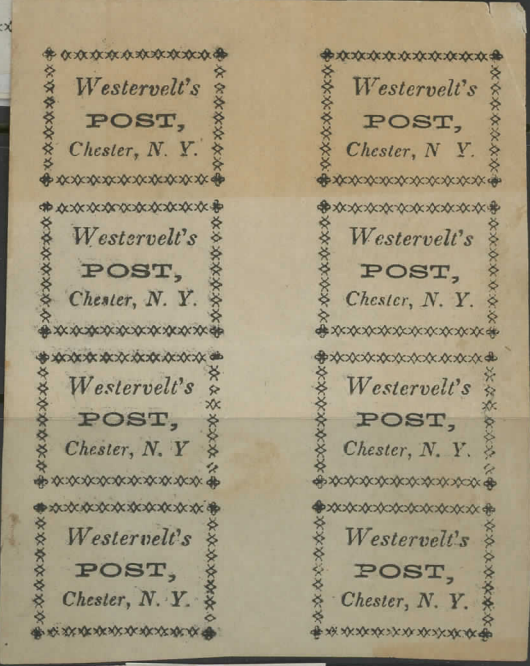 Westervelt's
POST,
Chester, N. Y.
Westervelt's
POST,
Chester, N Y.
Westervelt's
POST,
Chester, N. Y.
Westervelt's
POST,
Chester, N. Y.
Westervelt's
POST,
Chester, N. Y
Westervelt's
POST,
Chester, N. Y.
Westervelt's
POST,
Chester, N. Y.
Westervelt's
POST,
Chester, N. Y.